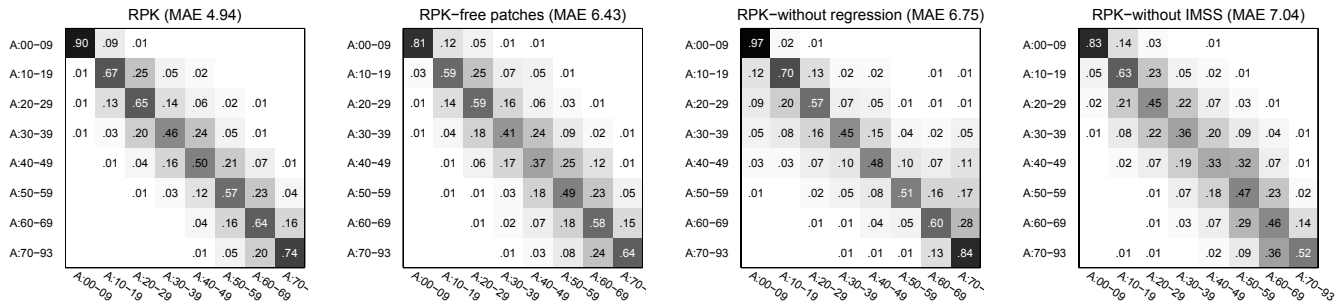 RPK (MAE 4.94)
A:00−09 .90 .09 .01
A:10−19 .01 .67 .25 .05 .02
A:20−29 .01 .13 .65 .14 .06 .02 .01
A:30−39 .01 .03 .20 .46 .24 .05 .01
A:40−49 .01 .04 .16 .50 .21 .07 .01
A:50−59 .01 .03 .12 .57 .23 .04
A:60−69 .04 .16 .64 .16
A:70−93 .01 .05 .20 .74
A:00−09 A:10−19 A:20−29 A:30−39 A:40−49 A:50−59 A:60−69 A:70−
RPK−free patches (MAE 6.43)
A:00−09 .81 .12 .05 .01 .01
A:10−19 .03 .59 .25 .07 .05 .01
A:20−29 .01 .14 .59 .16 .06 .03 .01
A:30−39 .01 .04 .18 .41 .24 .09 .02 .01
A:40−49 .01 .06 .17 .37 .25 .12 .01
A:50−59 .01 .03 .18 .49 .23 .05
A:60−69 .01 .02 .07 .18 .58 .15
A:70−93 .01 .03 .08 .24 .64
A:00−09 A:10−19 A:20−29 A:30−39 A:40−49 A:50−59 A:60−69 A:70−
RPK−without regression (MAE 6.75)
A:00−09 .97 .02 .01
A:10−19 .12 .70 .13 .02 .02 .01 .01
A:20−29 .09 .20 .57 .07 .05 .01 .01 .01
A:30−39 .05 .08 .16 .45 .15 .04 .02 .05
A:40−49 .03 .03 .07 .10 .48 .10 .07 .11
A:50−59 .01 .02 .05 .08 .51 .16 .17
A:60−69 .01 .01 .04 .05 .60 .28
A:70−93 .01 .01 .13 .84
A:00−09 A:10−19 A:20−29 A:30−39 A:40−49 A:50−59 A:60−69 A:70−
RPK−without IMSS (MAE 7.04)
A:00−09 .83 .14 .03 .01
A:10−19 .05 .63 .23 .05 .02 .01
A:20−29 .02 .21 .45 .22 .07 .03 .01
A:30−39 .01 .08 .22 .36 .20 .09 .04 .01
A:40−49 .02 .07 .19 .33 .32 .07 .01
A:50−59 .01 .07 .18 .47 .23 .02
A:60−69 .01 .03 .07 .29 .46 .14
A:70−93 .01 .01 .02 .08 .36 .52
A:00−09 A:10−19 A:20−29 A:30−39 A:40−49 A:50−59 A:60−69 A:70−93